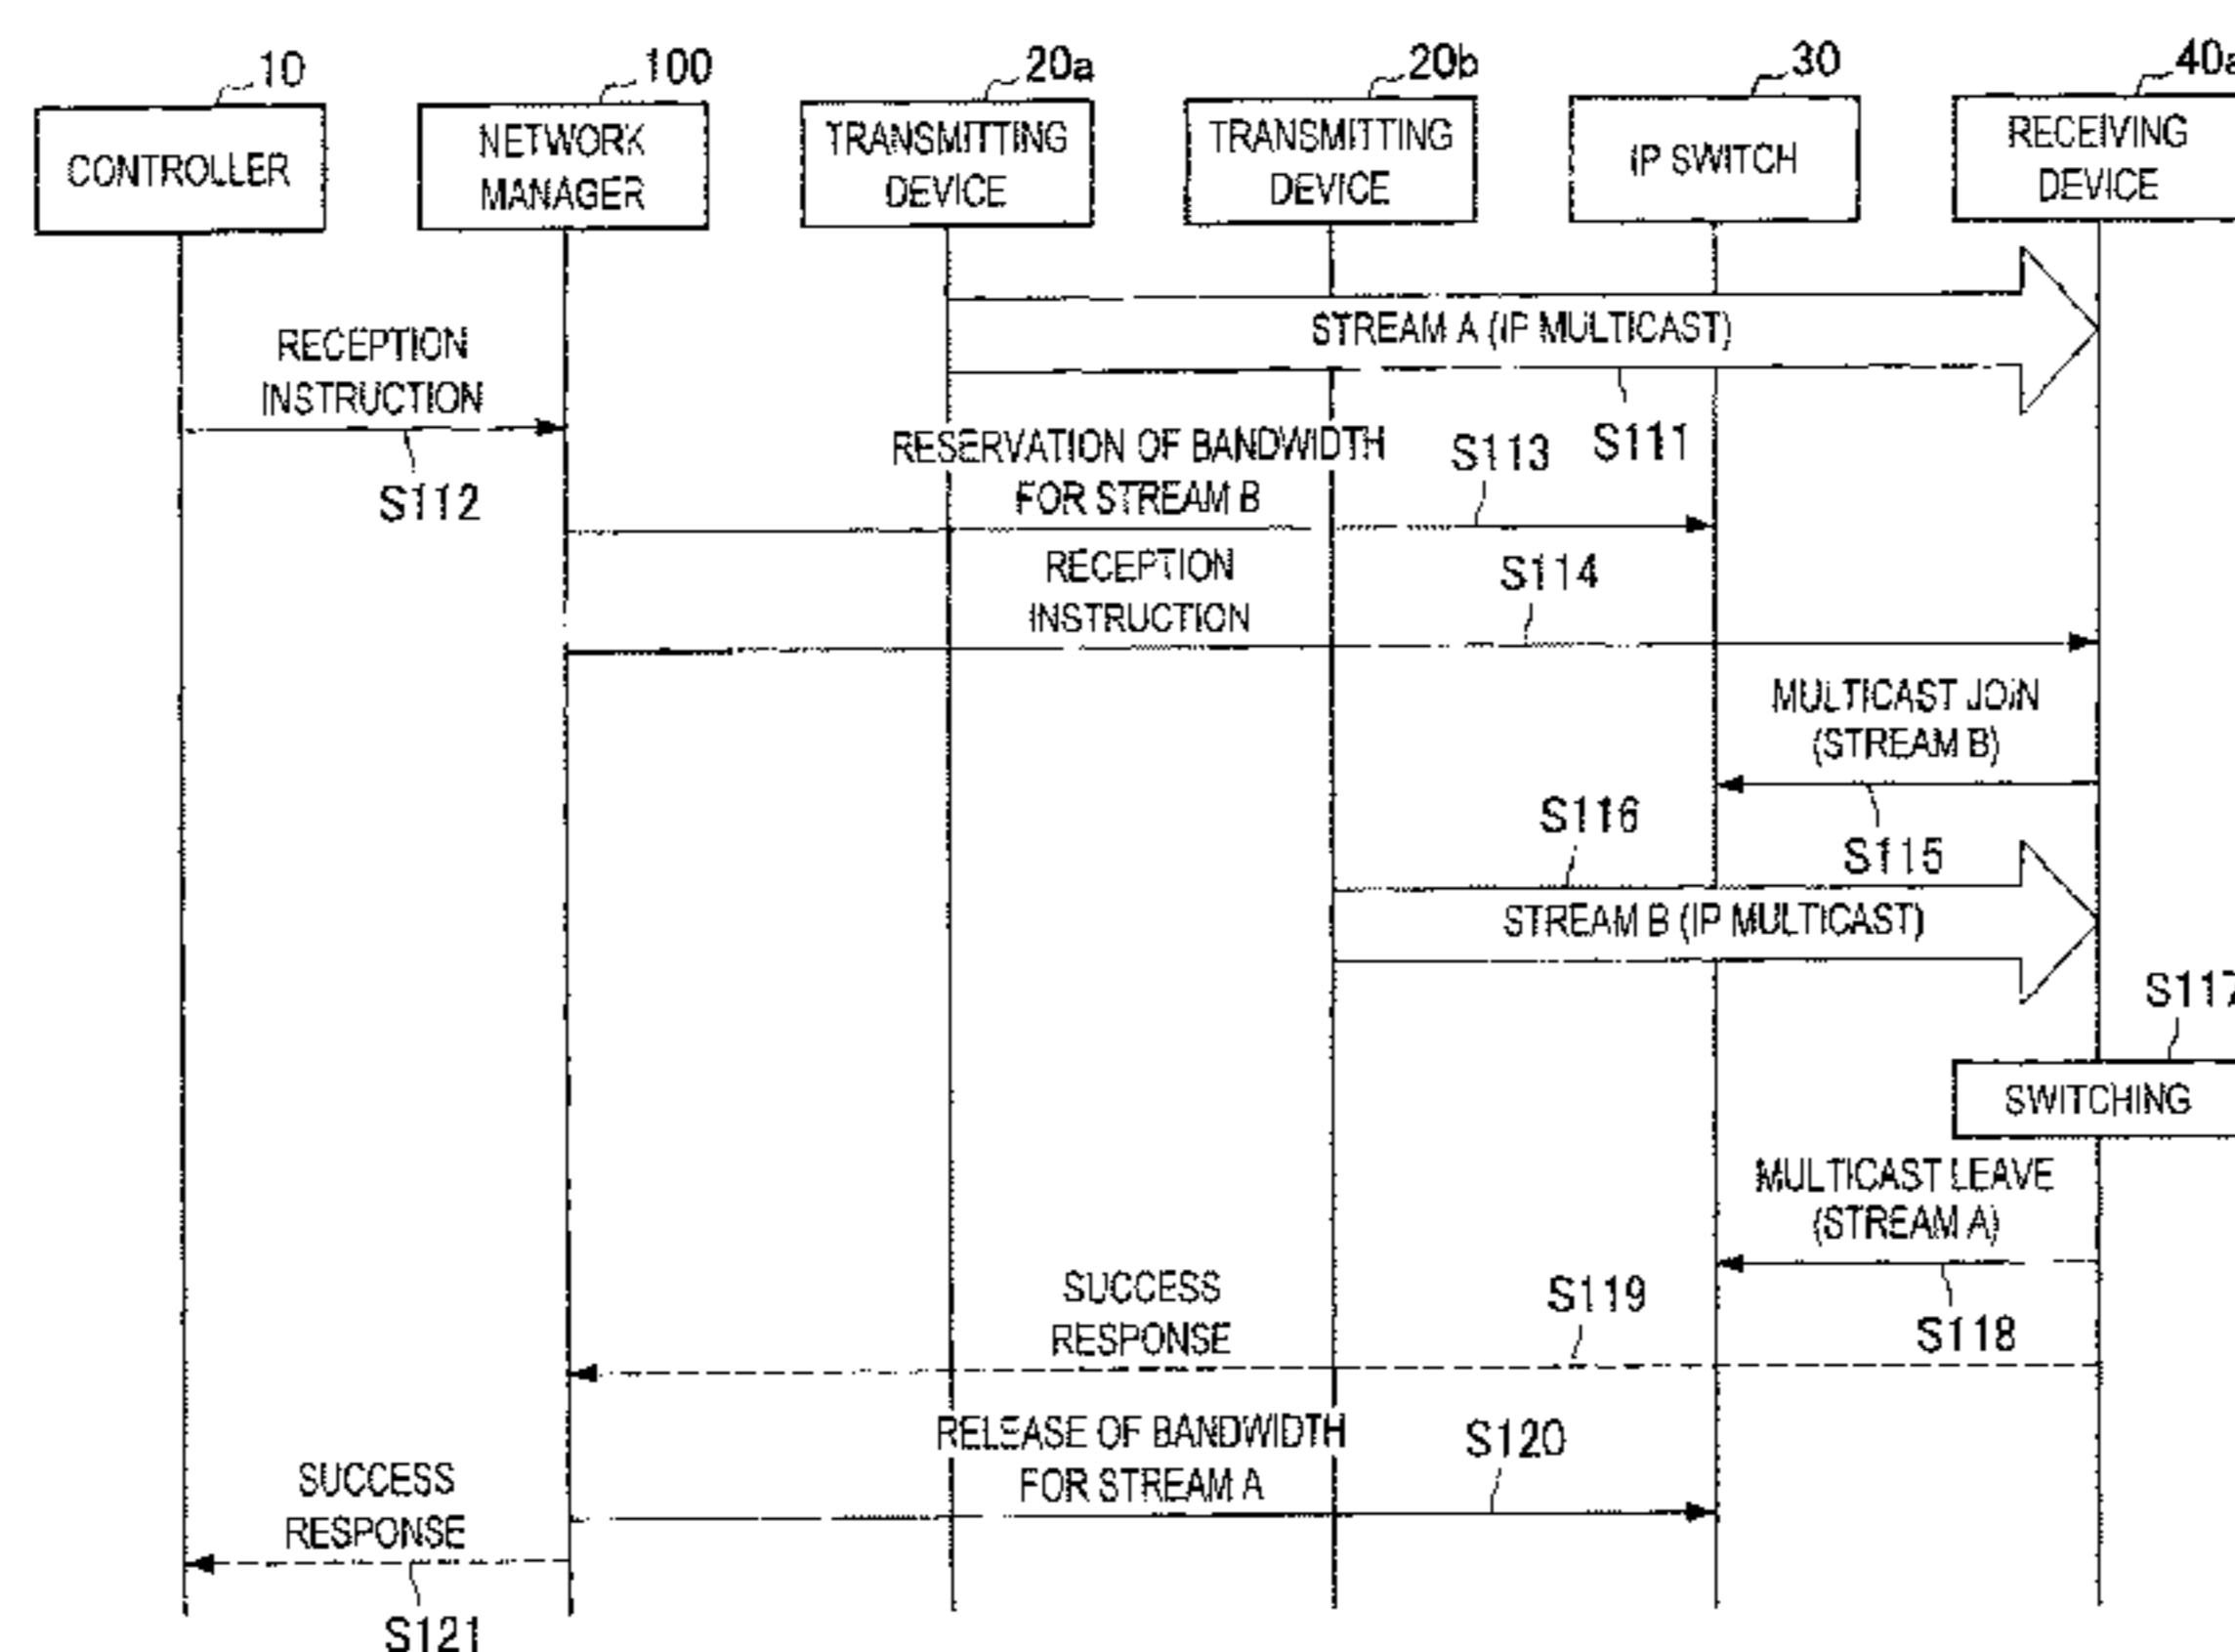 10
100
20a
20b
30
40a
CONTROLLER
NETWORK
MANAGER
TRANSMITTING
DEVICE
TRANSMITTING
DEVICE
IP SWITCH
RECEIVING
DEVICE
STREAM A (IP MULTICAST)
S111
RECEPTION
INSTRUCTION
S112
RESERVATION OF BANDWIDTH
FOR STREAM B
S113
RECEPTION
INSTRUCTION
S114
MULTICAST JOIN
(STREAM B)
S115
S116
STREAM B (IP MULTICAST)
S117
SWITCHING
MULTICAST LEAVE
(STREAM A)
S118
SUCCESS
RESPONSE
S119
RELEASE OF BANDWIDTH
FOR STREAM A
S120
SUCCESS
RESPONSE
S121